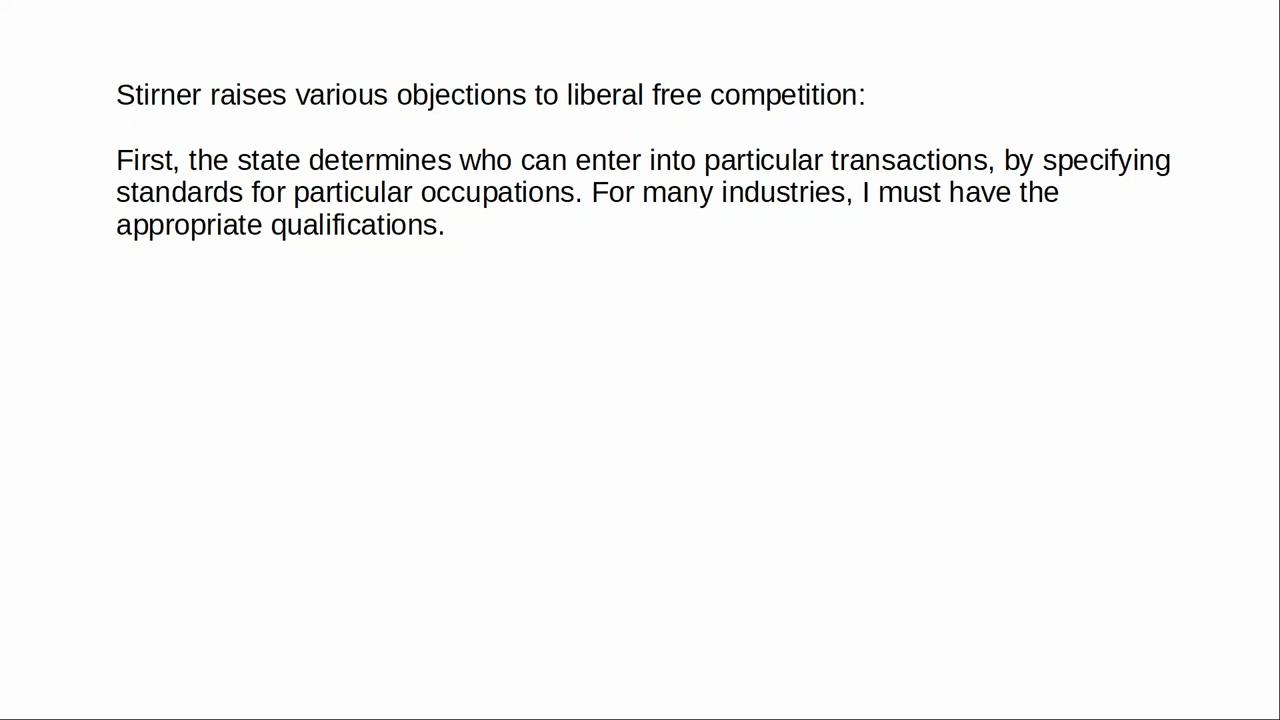 Stirner raises various objections to liberal free competition:
First, the state determines who can enter into particular transactions, by specifying
standards for particular occupations. For many industries, I must have the
appropriate qualifications.